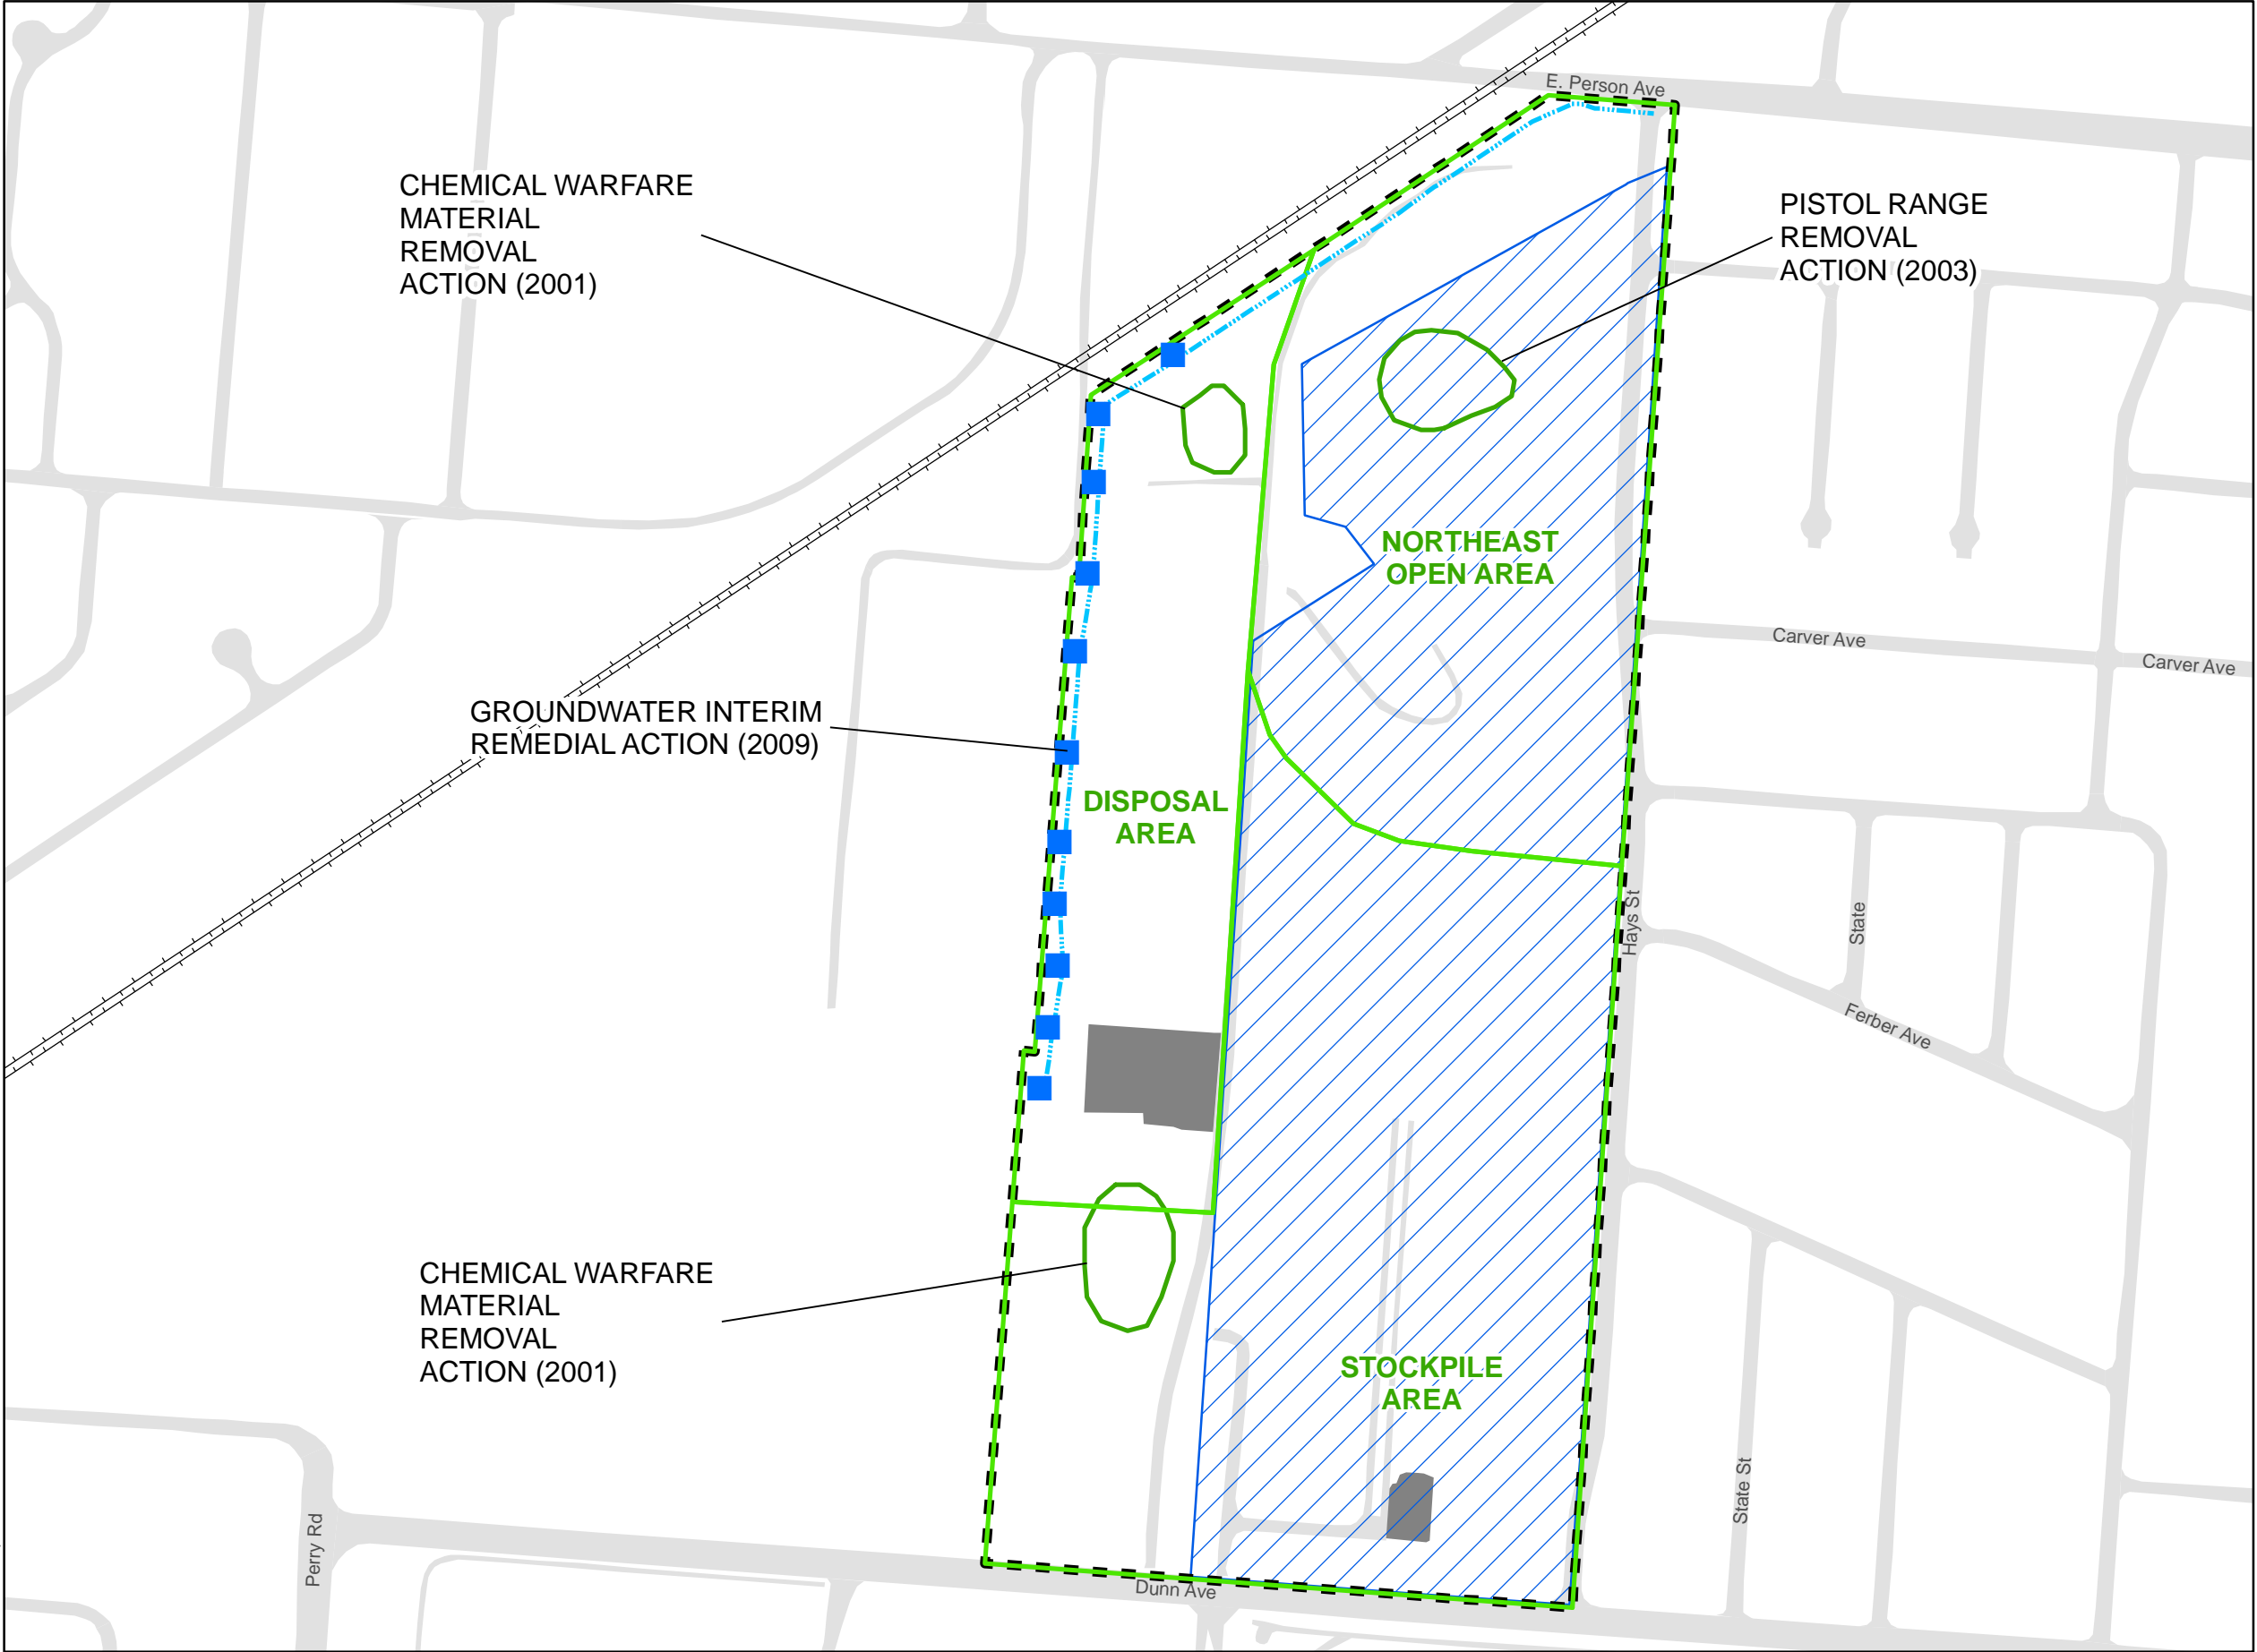 E. Person Ave
CHEMICAL WARFARE
MATERIAL
REMOVAL
ACTION (2001)
PISTOL RANGE
REMOVAL
ACTION (2003)
NORTHEAST
OPEN AREA
Carver Ave
Carver Ave
GROUNDWATER INTERIM
REMEDIAL ACTION (2009)
DISPOSAL
AREA
Hays St
State
Ferber Ave
CHEMICAL WARFARE
MATERIAL
REMOVAL
ACTION (2001)
STOCKPILE
AREA
State St
Perry Rd
Dunn Ave